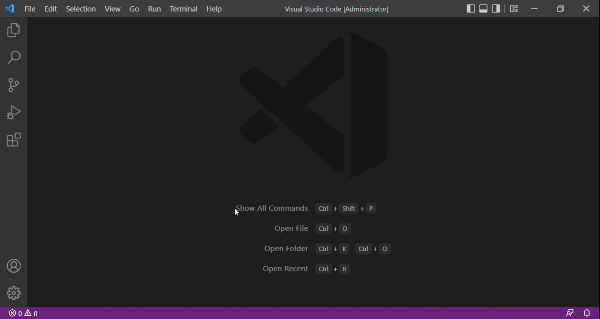 File Edit Selection View Go Run Terminal Help Visual Studio Code [Administrator]
Show All Commands Ctrl + Shift + P
Open File Ctrl + O
Open Folder Ctrl + K Ctrl + O
Open Recent Ctrl + R
0 0